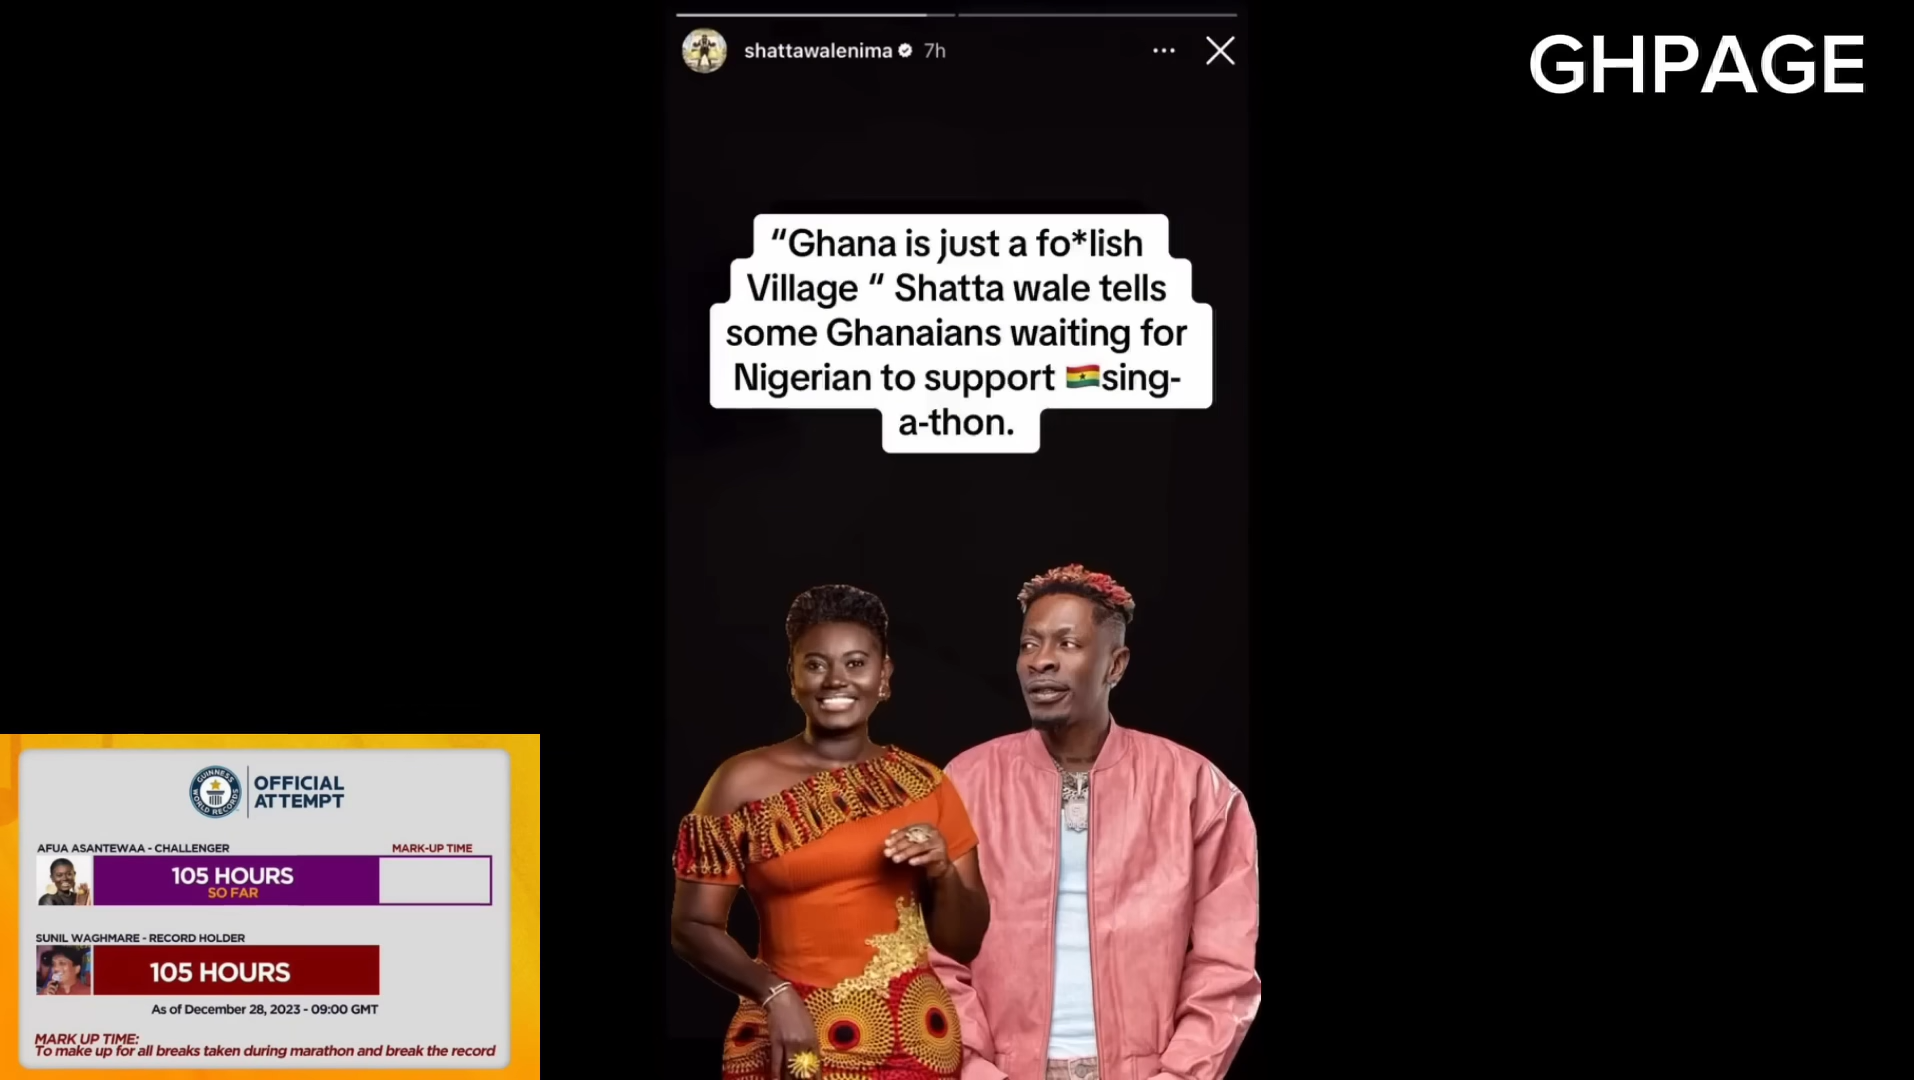 shattawalenima 7h
GHPAGE
“Ghana is just a fo*lish
Village “ Shatta wale tells
some Ghanaians waiting for
Nigerian to support 🇬🇭sing-
a-thon.
GUINNESS
WORLD RECORDS
OFFICIAL
ATTEMPT
AFUA ASANTEWAA - CHALLENGER
MARK-UP TIME
105 HOURS
SO FAR
SUNIL WAGHMARE - RECORD HOLDER
105 HOURS
As of December 28, 2023 - 09:00 GMT
MARK UP TIME:
To make up for all breaks taken during marathon and break the record